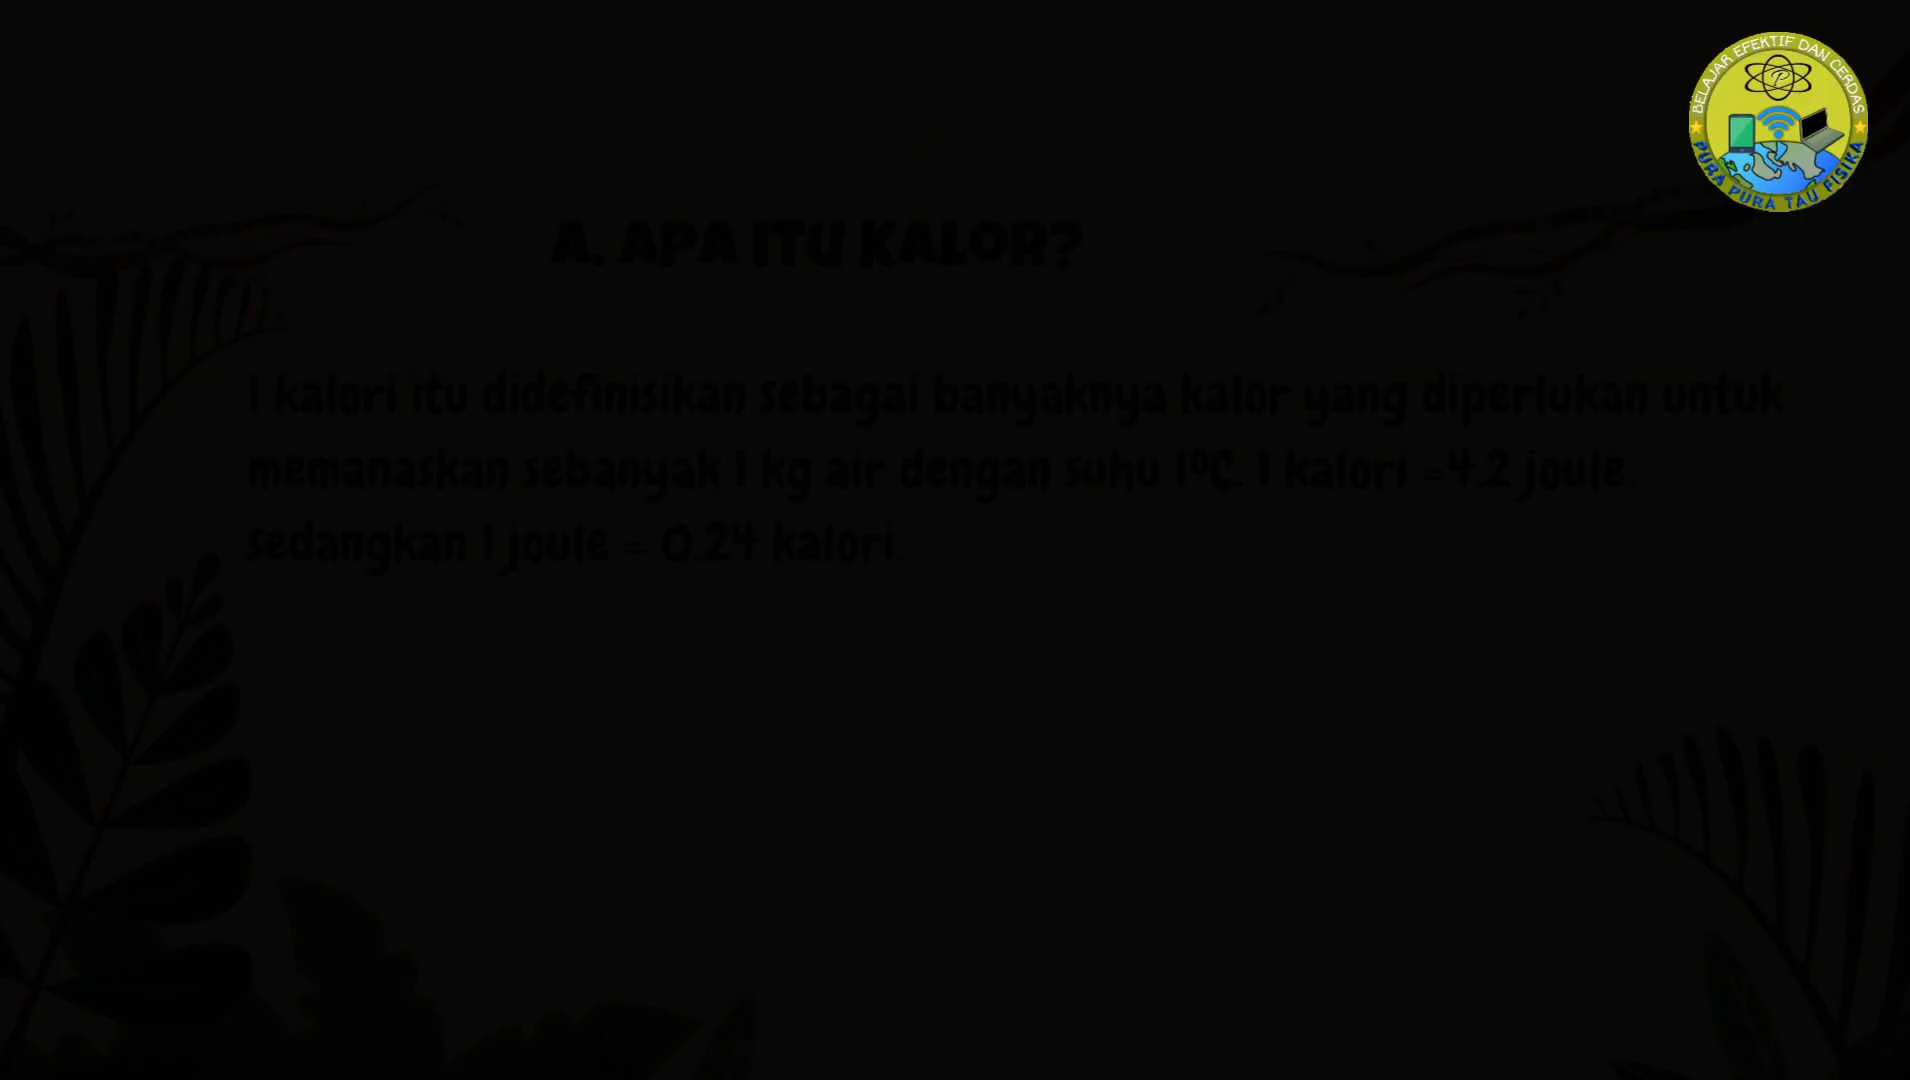 BELAJAR EFEKTIF DAN CERDAS
P
PURA PURA TAU FISIKA
A. APA ITU KALOR?
1 kalori itu didefinisikan sebagai banyaknya kalor yang diperlukan untuk
memanaskan sebanyak 1 kg air dengan suhu 1°C. 1 kalori =4.2 joule,
sedangkan 1 joule = 0.24 kalori.